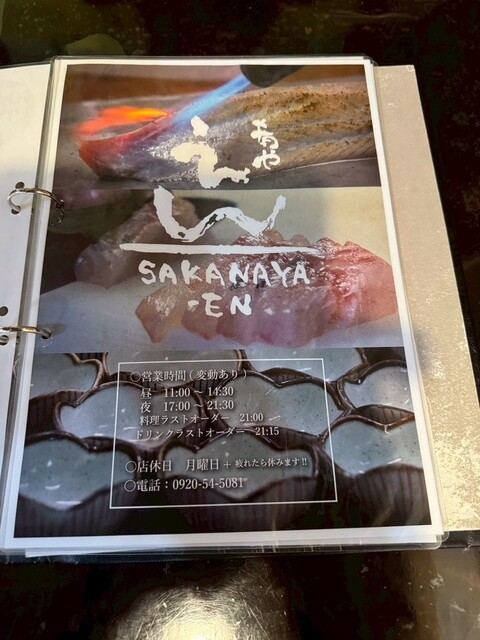 肴や
えん
SAKANAYA
EN
○営業時間(変動あり)
昼 11:00～14:30
夜 17:00～21:30
料理ラストオーダー 21:00
ドリンクラストオーダー 21:15
○店休日 月曜日＋疲れたら休みます!!
○電話：0920-54-5081